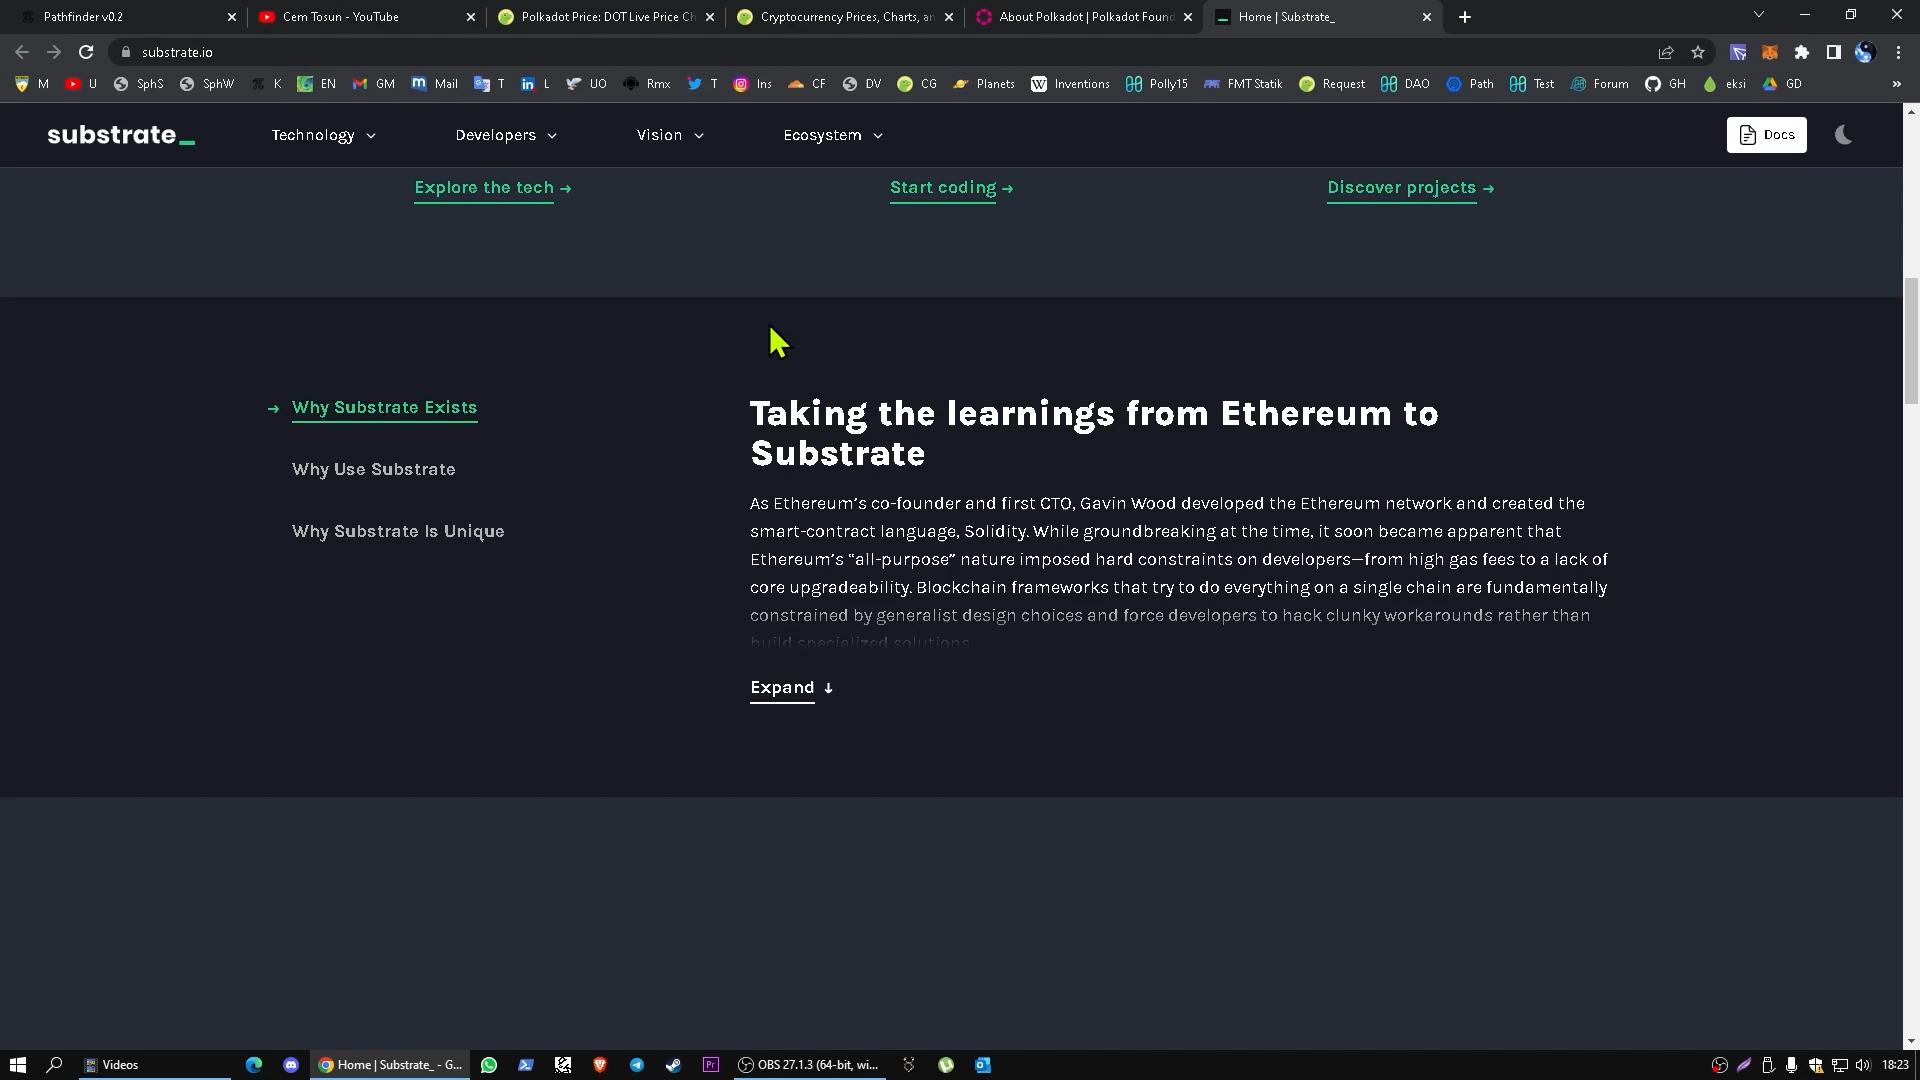 Pathfinder v0.2
Cem Tosun - YouTube
Polkadot Price: DOT Live Price Ch
Cryptocurrency Prices, Charts, an
About Polkadot | Polkadot Found
Home | Substrate_
substrate.io
M U SphS SphW K EN GM Mail T L UO Rmx T Ins CF DV CG Planets Inventions Polly15 FMT Statik Request DAO Path Test Forum GH eksi GD »
substrate_ Technology Developers Vision Ecosystem Docs
Explore the tech → Start coding → Discover projects →
→ Why Substrate Exists
Why Use Substrate
Why Substrate Is Unique
Taking the learnings from Ethereum to
Substrate
As Ethereum’s co-founder and first CTO, Gavin Wood developed the Ethereum network and created the
smart-contract language, Solidity. While groundbreaking at the time, it soon became apparent that
Ethereum’s “all-purpose” nature imposed hard constraints on developers—from high gas fees to a lack of
core upgradeability. Blockchain frameworks that try to do everything on a single chain are fundamentally
constrained by generalist design choices and force developers to hack clunky workarounds rather than
build specialized solutions.
Expand ↓
Videos
Home | Substrate_ - G...
Pr
OBS 27.1.3 (64-bit, wi...
18:23